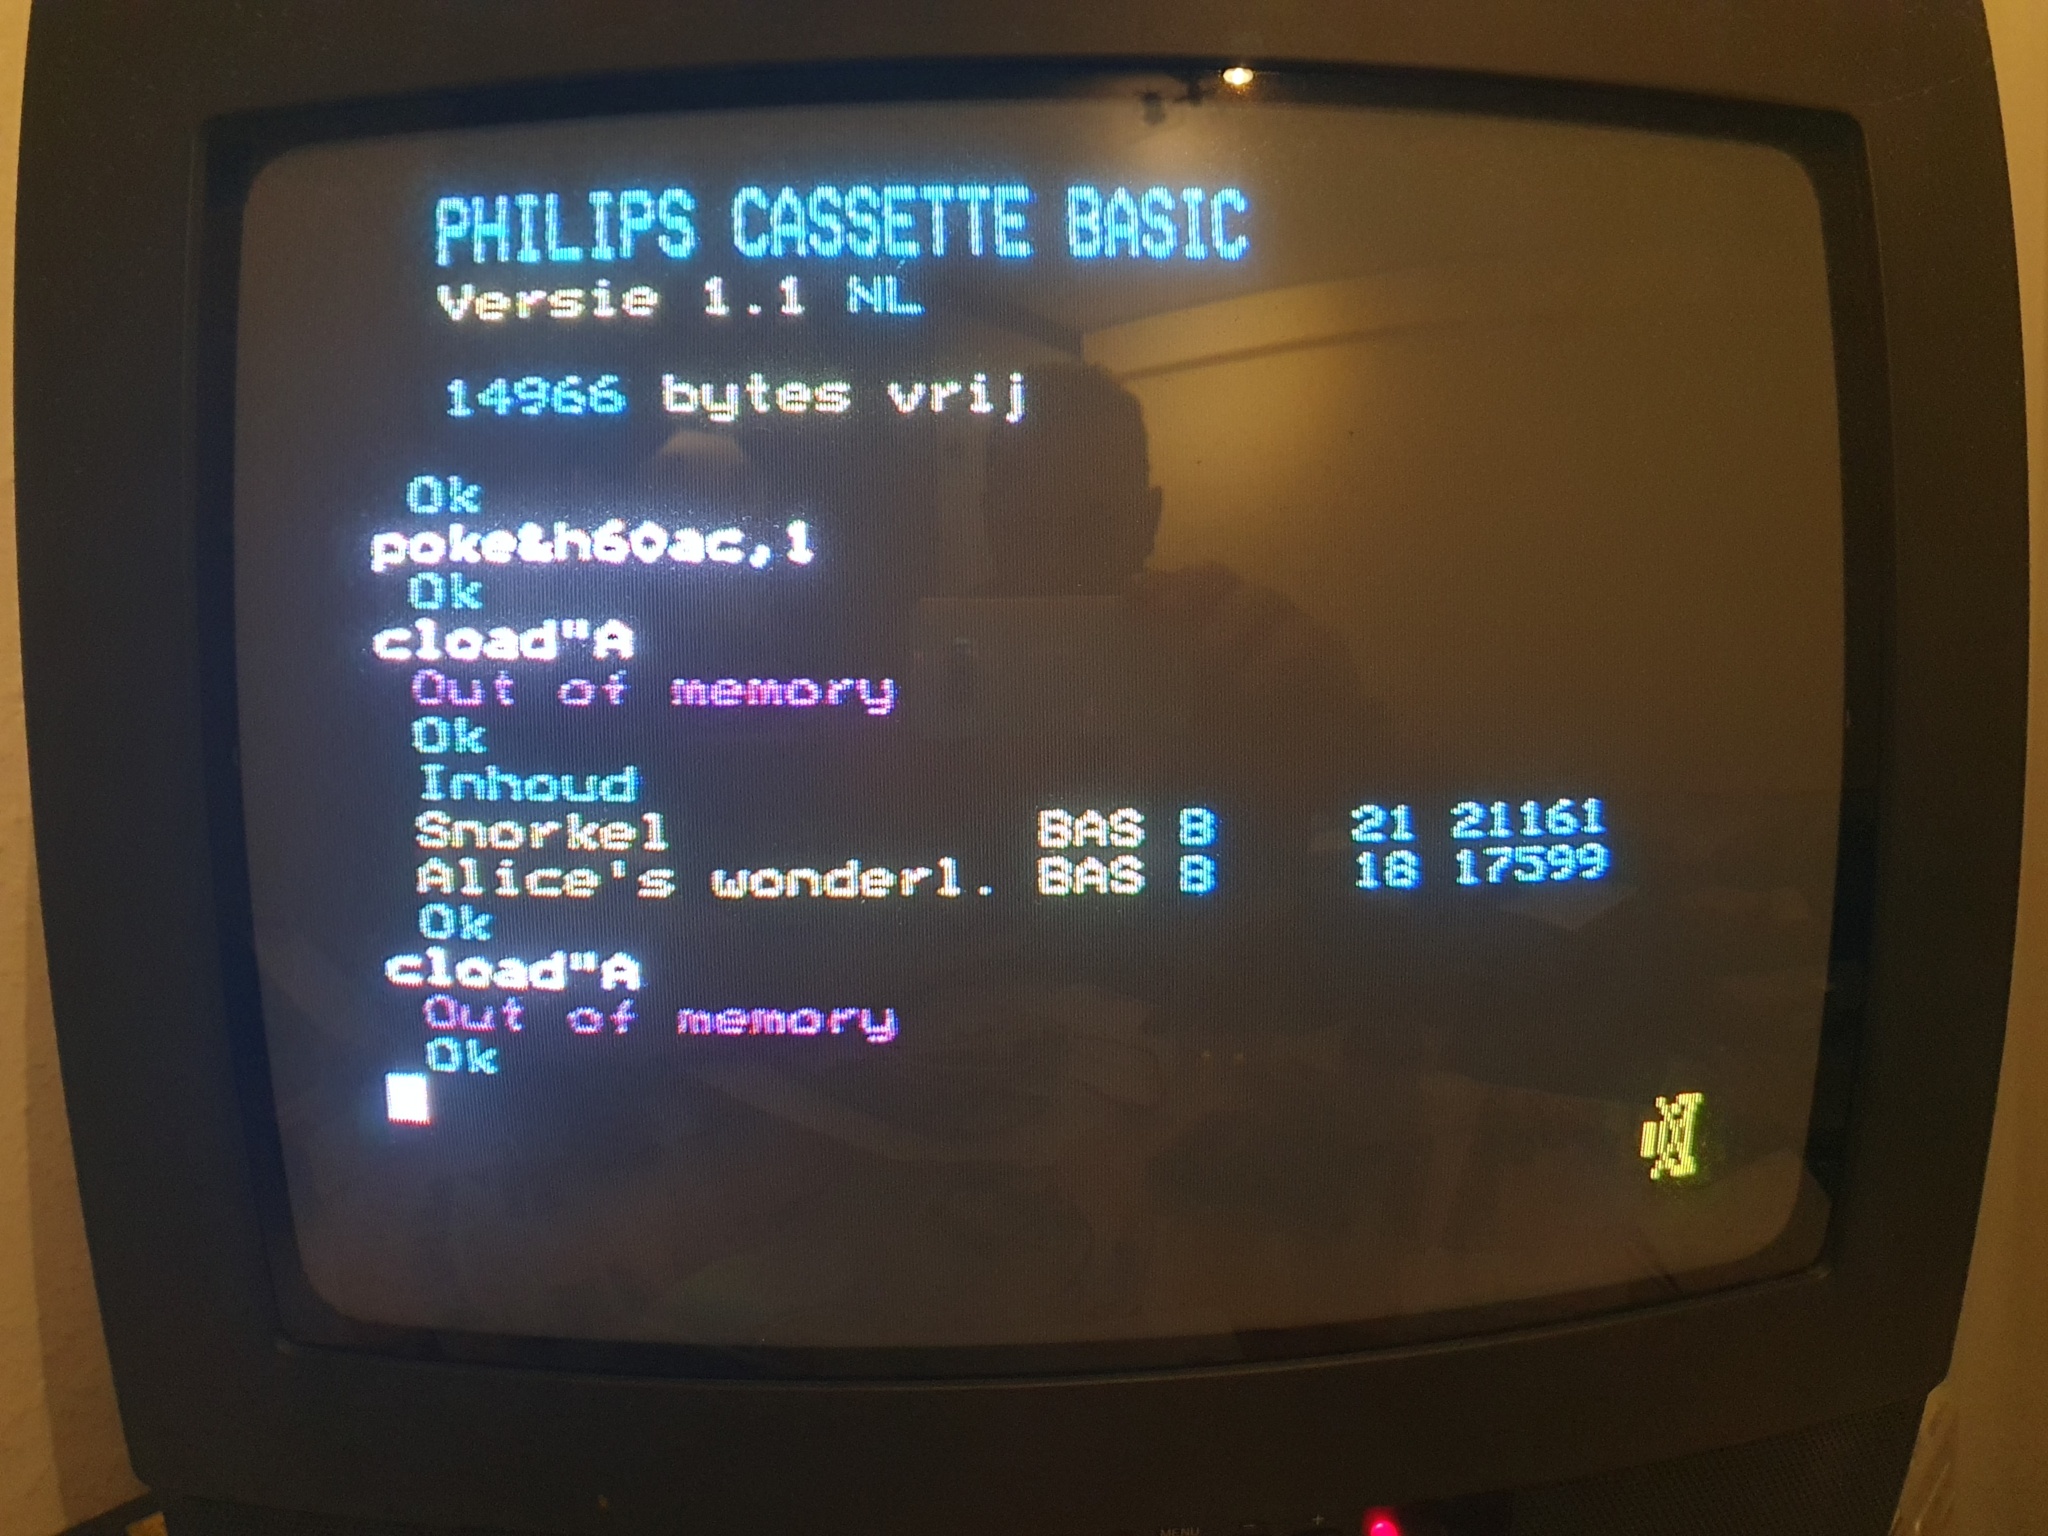 PHILIPS CASSETTE BASIC
Versie 1.1 NL
14966 bytes vrij
Ok
poke&h60ac,1
Ok
cload"A
Out of memory
Ok
Inhoud
Snorkel BAS B 21 21161
Alice's wonderl. BAS B 18 17599
Ok
cload"A
Out of memory
Ok
MENU - +